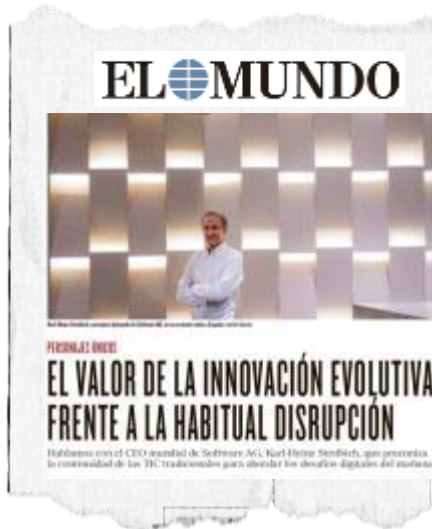 EL MUNDO
PERSONAJES ÚNICOS
EL VALOR DE LA INNOVACIÓN EVOLUTIVA
FRENTE A LA HABITUAL DISRUPCIÓN
Hablamos con el CEO mundial de Software AG, Karl-Heinz Streibich, que preconiza
la continuidad de las TIC tradicionales para abordar los desafíos digitales del mañana